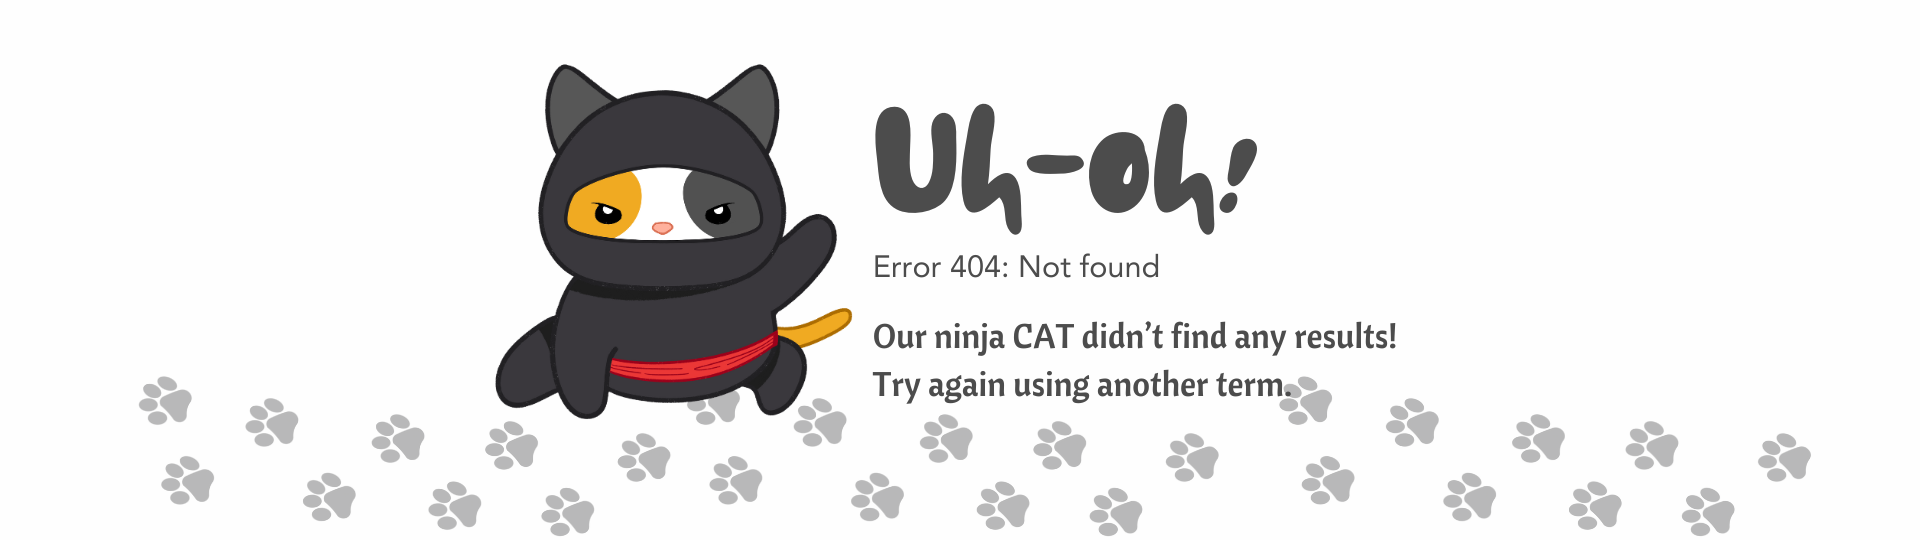 Uh-oh!
Error 404: Not found
Our ninja CAT didn’t find any results!
Try again using another term.